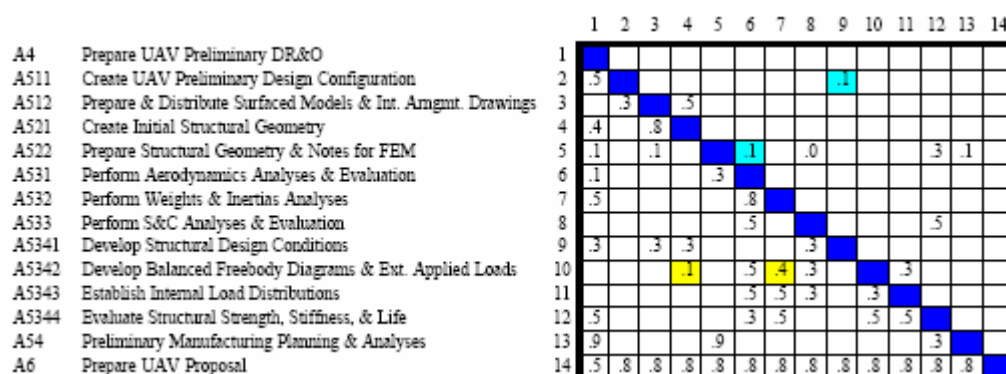 1 2 3 4 5 6 7 8 9 10 11 12 13 14
A4 Prepare UAV Preliminary DR&O 1
A511 Create UAV Preliminary Design Configuration 2 .5 .1
A512 Prepare & Distribute Surfaced Models & Int. Arngmt. Drawings 3 .3 .5
A521 Create Initial Structural Geometry 4 .4 .8
A522 Prepare Structural Geometry & Notes for FEM 5 .1 .1 .1 .0 .3 .1
A531 Perform Aerodynamics Analyses & Evaluation 6 .1 .3
A532 Perform Weights & Inertias Analyses 7 .5 .8
A533 Perform S&C Analyses & Evaluation 8 .5 .5
A5341 Develop Structural Design Conditions 9 .3 .3 .3 .3
A5342 Develop Balanced Freebody Diagrams & Ext. Applied Loads 10 .1 .5 .4 .3 .3
A5343 Establish Internal Load Distributions 11 .5 .5 .3 .3
A5344 Evaluate Structural Strength, Stiffness, & Life 12 .5 .3 .5 .5 .5
A54 Preliminary Manufacturing Planning & Analyses 13 .9 .9 .3
A6 Prepare UAV Proposal 14 .5 .8 .8 .8 .8 .8 .8 .8 .8 .8 .8 .8 .8